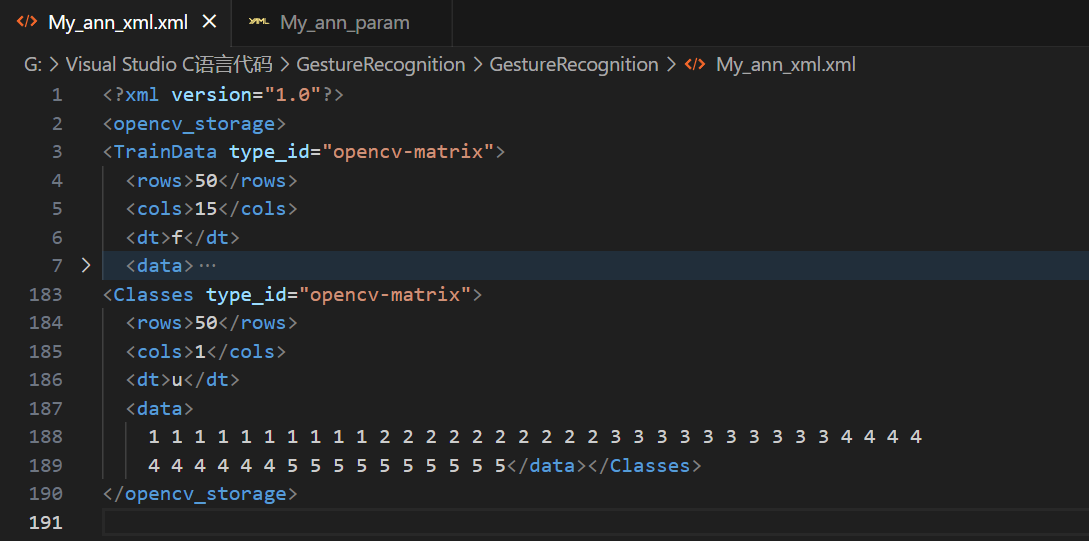 My_ann_xml.xml
YAML My_ann_param
G: > Visual Studio C语言代码 > GestureRecognition > GestureRecognition > My_ann_xml.xml
1 <?xml version="1.0"?>
2 <opencv_storage>
3 <TrainData type_id="opencv-matrix">
4 <rows>50</rows>
5 <cols>15</cols>
6 <dt>f</dt>
7 <data>···
183 <Classes type_id="opencv-matrix">
184 <rows>50</rows>
185 <cols>1</cols>
186 <dt>u</dt>
187 <data>
188 1 1 1 1 1 1 1 1 1 1 2 2 2 2 2 2 2 2 2 2 3 3 3 3 3 3 3 3 3 3 4 4 4 4
189 4 4 4 4 4 4 5 5 5 5 5 5 5 5 5 5</data></Classes>
190 </opencv_storage>
191